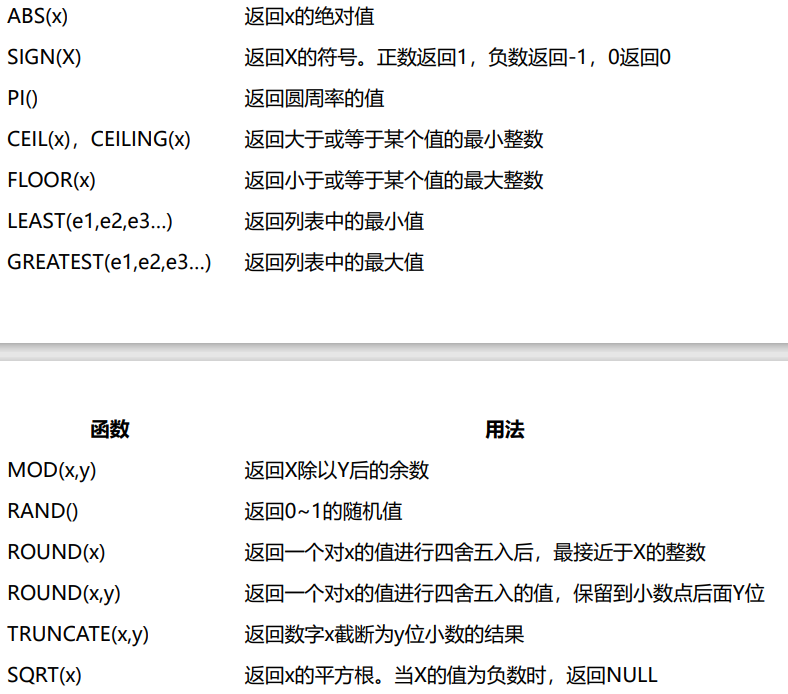 ABS(x) 返回x的绝对值
SIGN(X) 返回X的符号。正数返回1，负数返回-1，0返回0
PI() 返回圆周率的值
CEIL(x)，CEILING(x) 返回大于或等于某个值的最小整数
FLOOR(x) 返回小于或等于某个值的最大整数
LEAST(e1,e2,e3…) 返回列表中的最小值
GREATEST(e1,e2,e3…) 返回列表中的最大值
函数 用法
MOD(x,y) 返回X除以Y后的余数
RAND() 返回0~1的随机值
ROUND(x) 返回一个对x的值进行四舍五入后，最接近于X的整数
ROUND(x,y) 返回一个对x的值进行四舍五入的值，保留到小数点后面Y位
TRUNCATE(x,y) 返回数字x截断为y位小数的结果
SQRT(x) 返回x的平方根。当X的值为负数时，返回NULL